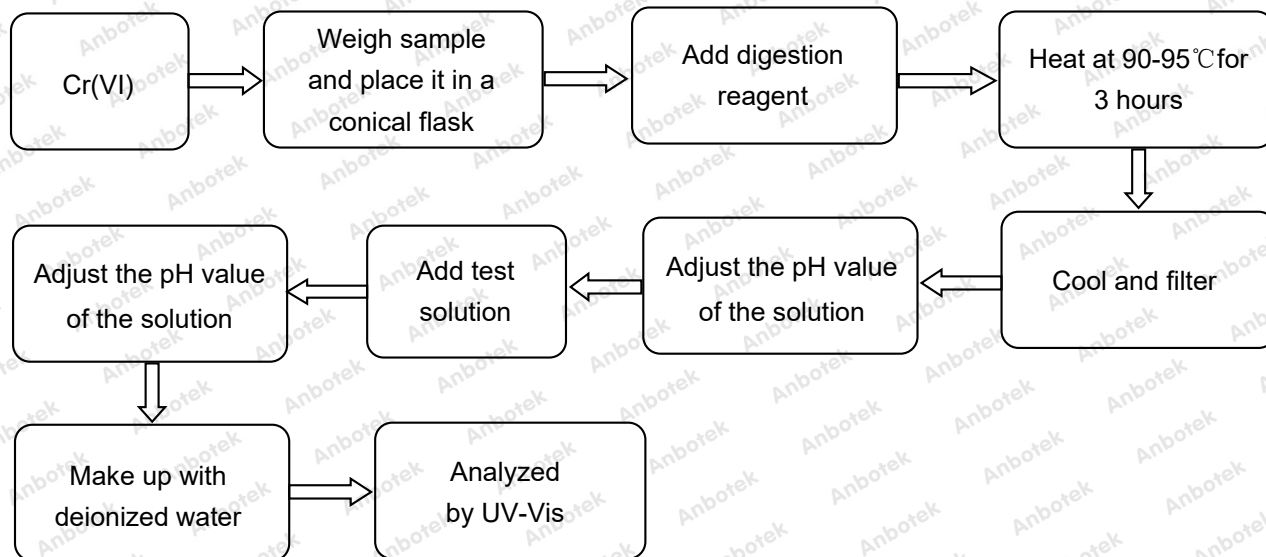 Cr(VI)
Weigh sample
and place it in a
conical flask
Add digestion
reagent
Heat at 90-95℃for
3 hours
Cool and filter
Adjust the pH value
of the solution
Add test
solution
Adjust the pH value
of the solution
Make up with
deionized water
Analyzed
by UV-Vis
Anbotek